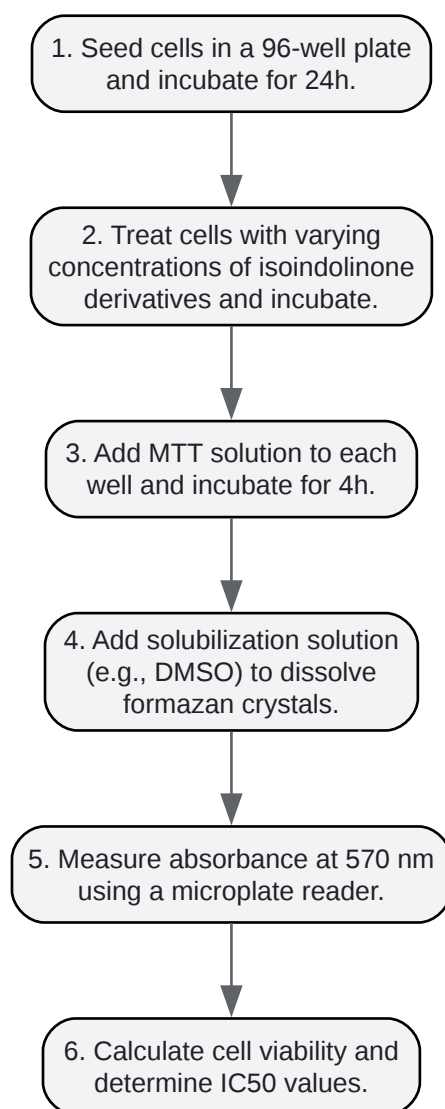 1. Seed cells in a 96-well plate
and incubate for 24h.
2. Treat cells with varying
concentrations of isoindolinone
derivatives and incubate.
3. Add MTT solution to each
well and incubate for 4h.
4. Add solubilization solution
(e.g., DMSO) to dissolve
formazan crystals.
5. Measure absorbance at 570 nm
using a microplate reader.
6. Calculate cell viability and
determine IC50 values.